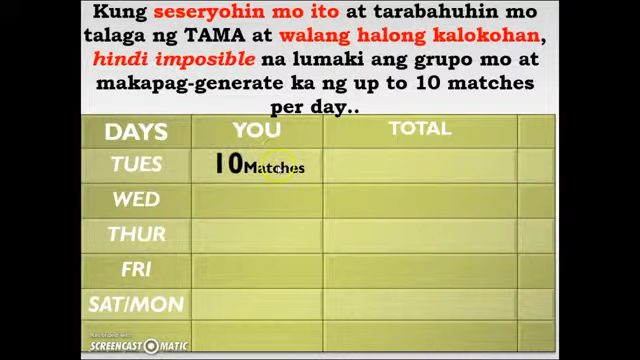 Kung seseryohin mo ito at tarabahuhin mo
talaga ng TAMA at walang halong kalokohan,
hindi imposible na lumaki ang grupo mo at
makapag-generate ka ng up to 10 matches
per day..
DAYS YOU TOTAL
TUES 10Matches
WED
THUR
FRI
SAT/MON
SCREENCAST MATIC